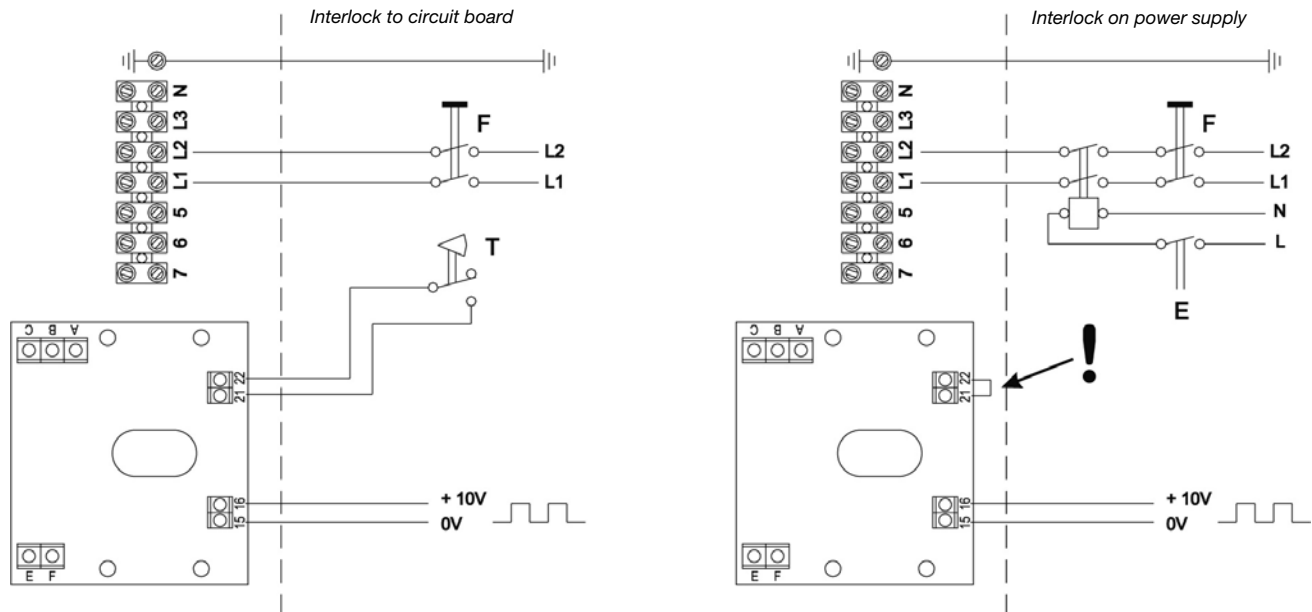 Interlock to circuit board
N
L3
L2
L1
5
6
7
F
L2
L1
T
C B A
22
21
16
15
+ 10V
0V
E F
Interlock on power supply
N
L3
L2
L1
5
6
7
F
L2
L1
N
L
E
!
C B A
22
21
16
15
+ 10V
0V
E F